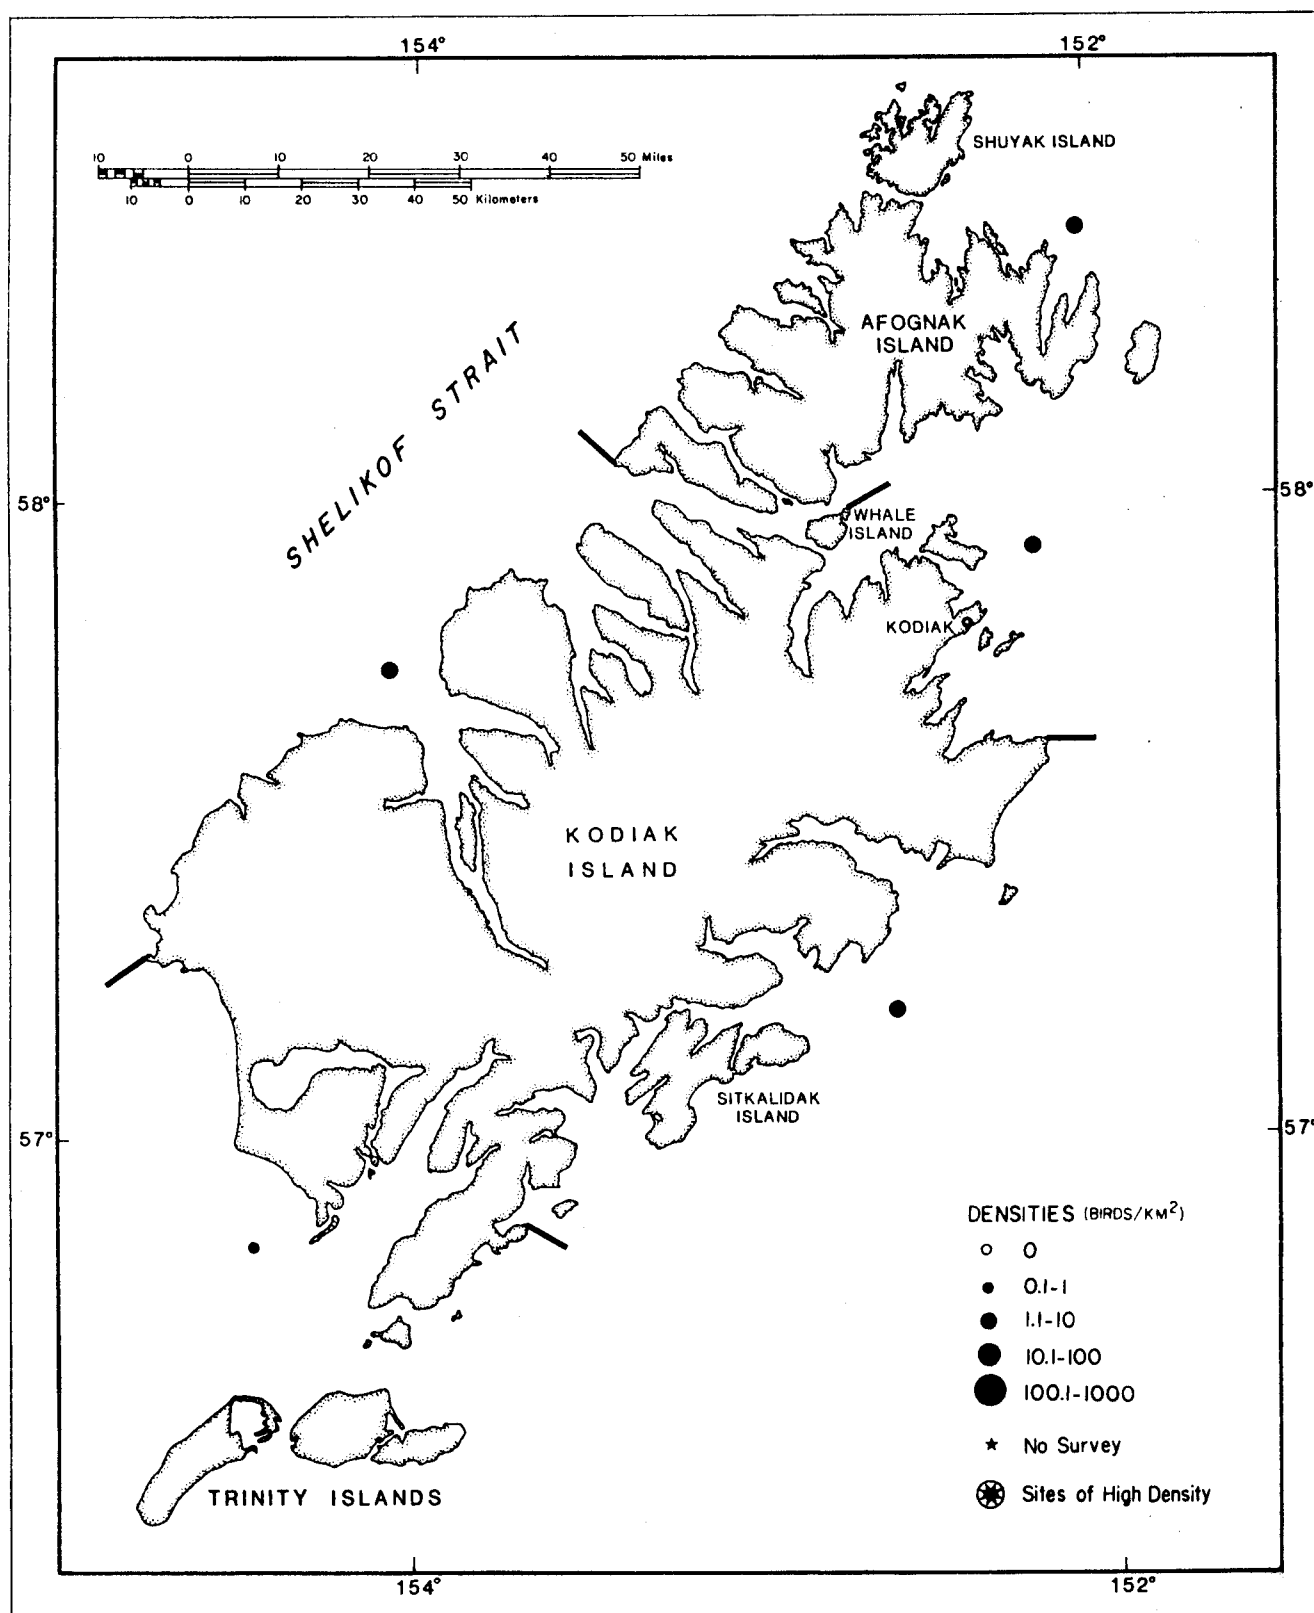 154° 152°
SHUYAK ISLAND
10 0 10 20 30 40 50 Miles
10 0 10 20 30 40 50 Kilometers
AFOGNAK
ISLAND
SHELIKOF STRAIT
58° 58°
WHALE
ISLAND
KODIAK
KODIAK
ISLAND
SITKALIDAK
ISLAND
57° 57°
DENSITIES (BIRDS/KM²)
0
0.1-1
1.1-10
10.1-100
100.1-1000
No Survey
Sites of High Density
TRINITY ISLANDS
154° 152°